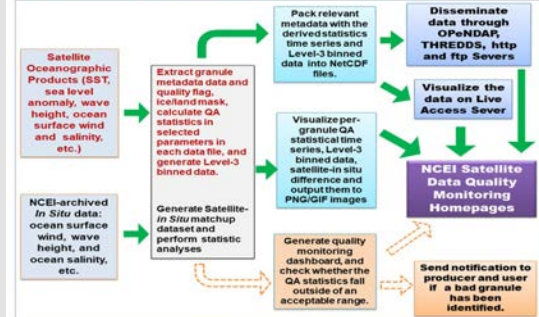 Satellite
Oceanographic
Products (SST,
sea level
anomaly, wave
height, ocean
surface wind
and salinity,
etc.)
NCEI-archived
In Situ data:
ocean surface
wind, wave
height, and
ocean salinity,
etc.
Extract granule
metadata data and
quality flag,
ice/land mask,
calculate QA
statistics in
selected
parameters in
each data file, and
generate Level-3
binned data.
Generate Satellite-
in Situ matchup
dataset and
perform statistic
analyses
Pack relevant
metadata with the
derived statistics
time series and
Level-3 binned
data into NetCDF
files.
Visualize per-
granule QA
statistical time
series, Level-3
binned data,
satellite-in situ
difference and
output them to
PNG/GIF images
Generate quality
monitoring
dashboard, and
check whether the
QA statistics fall
outside of an
acceptable range.
Disseminate
data through
OPeNDAP,
THREDDS, http
and ftp Severs
Visualize the
data on Live
Access Sever
NCEI Satellite
Data Quality
Monitoring
Homepages
Send notification to
producer and user
if a bad granule
has been
identified.